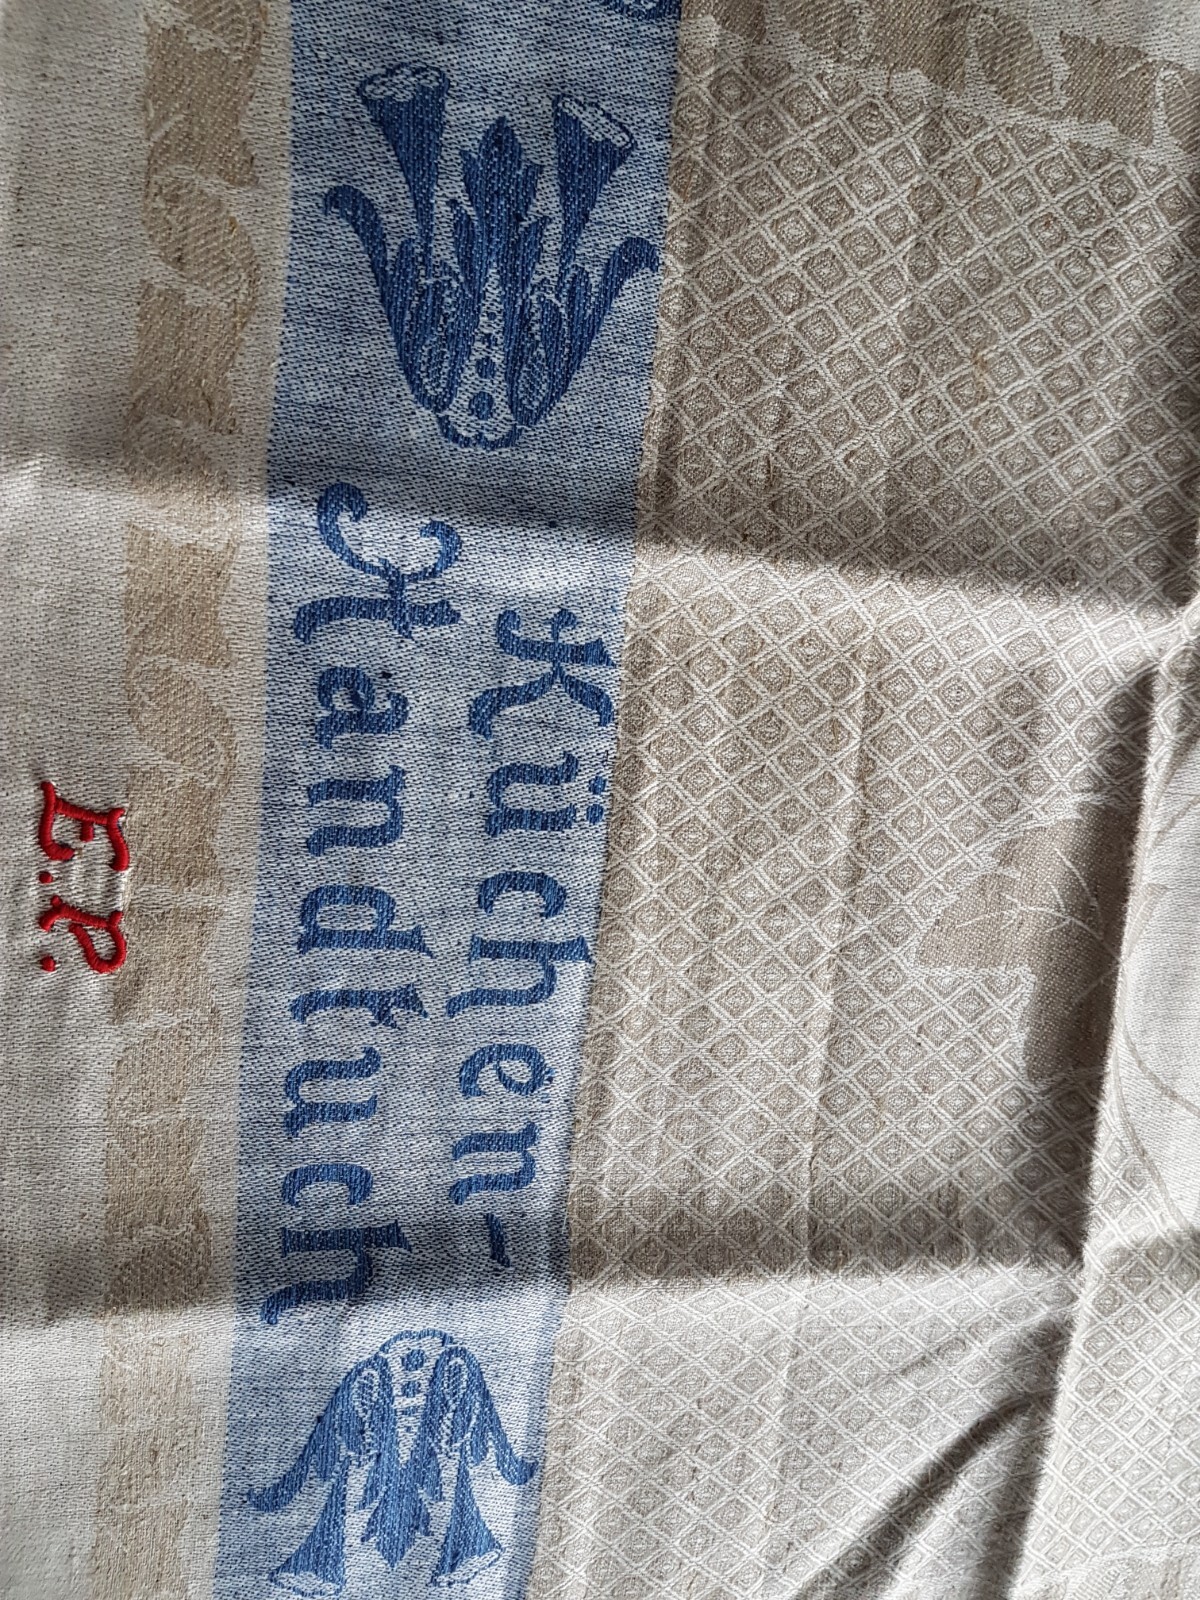 Küchen-
Handtuch
E.P.